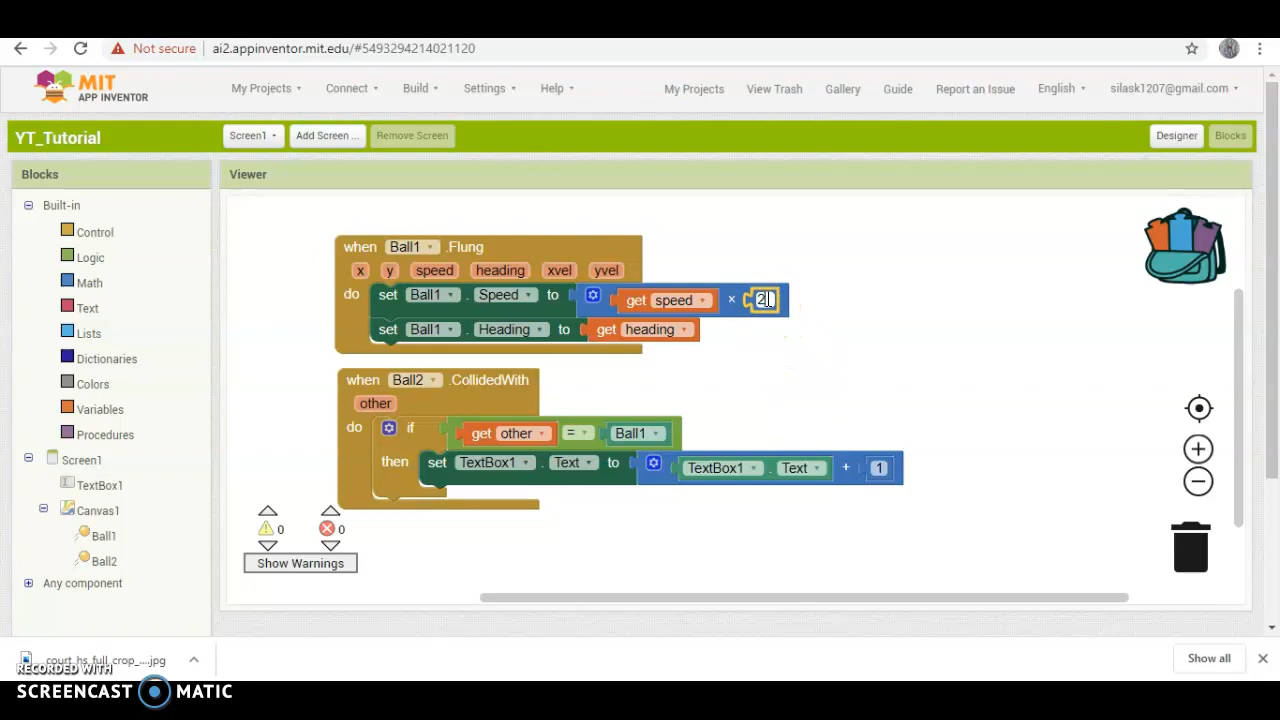 Not secure ai2.appinventor.mit.edu/#5493294214021120
MIT
APP INVENTOR
My Projects Connect Build Settings Help My Projects View Trash Gallery Guide Report an Issue English silask1207@gmail.com
YT_Tutorial Screen1 Add Screen ... Remove Screen Designer Blocks
Blocks Viewer
Built-in
Control
Logic
Math
Text
Lists
Dictionaries
Colors
Variables
Procedures
Screen1
TextBox1
Canvas1
Ball1
Ball2
Any component
when Ball1 .Flung
x y speed heading xvel yvel
do set Ball1 . Speed to get speed × 2
set Ball1 . Heading to get heading
when Ball2 .CollidedWith
other
do if get other = Ball1
then set TextBox1 . Text to TextBox1 . Text + 1
0 0
Show Warnings
court_hs_full_crop_....jpg Show all
RECORDED WITH
SCREENCAST MATIC